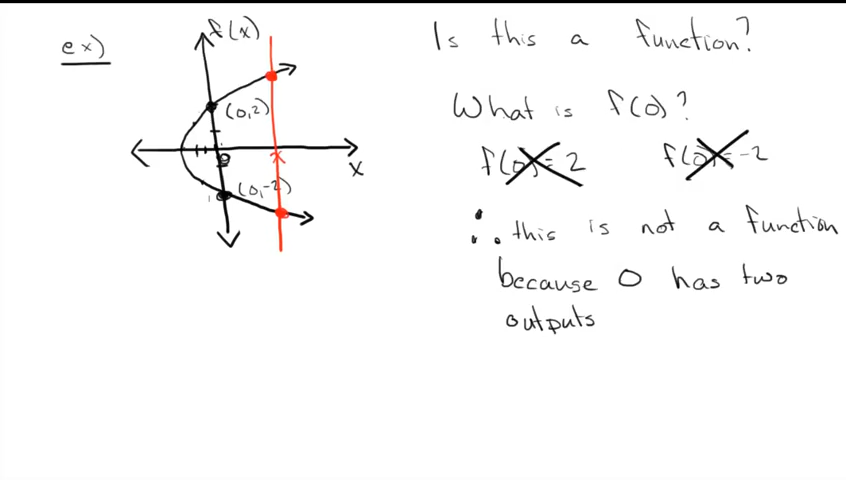 ex)
f(x)
(0,2)
x
x
(0,-2)
Is this a function?
What is f(0)?
f(0) = 2
f(0) = -2
∴ this is not a function
because 0 has two
outputs